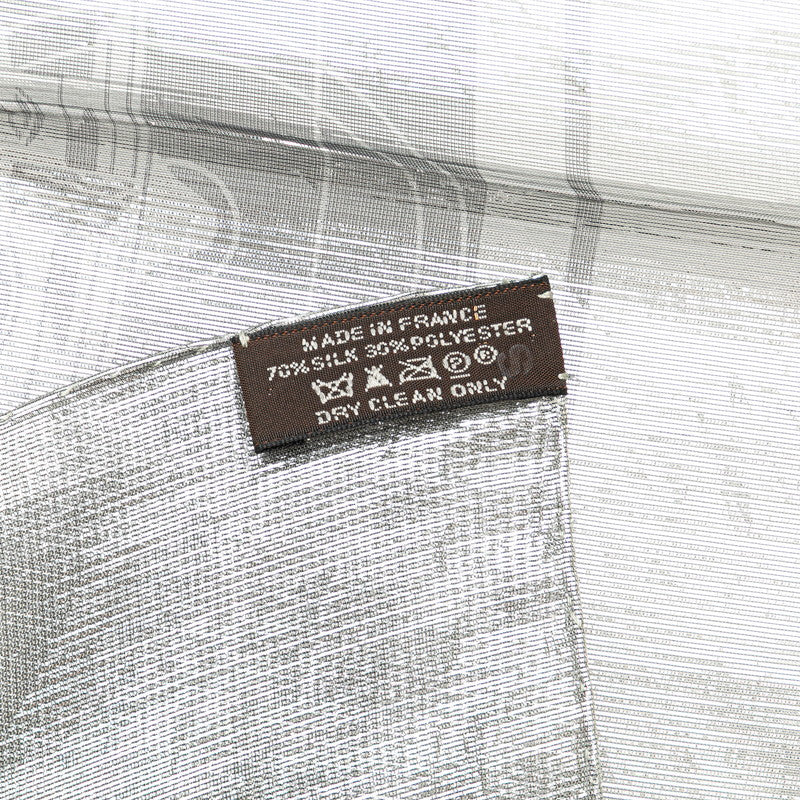 MADE IN FRANCE
70% SILK 30% POLYESTER
P ®
S
DRY CLEAN ONLY